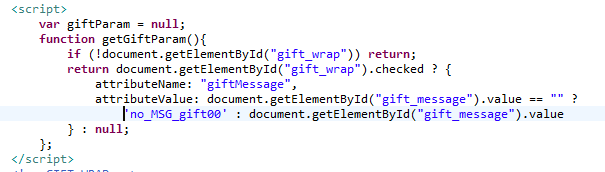 <script>
var giftParam = null;
function getGiftParam(){
if (!document.getElementById("gift_wrap")) return;
return document.getElementById("gift_wrap").checked ? {
attributeName: "giftMessage",
attributeValue: document.getElementById("gift_message").value == "" ?
'no_MSG_gift00' : document.getElementById("gift_message").value
} : null;
};
</script>